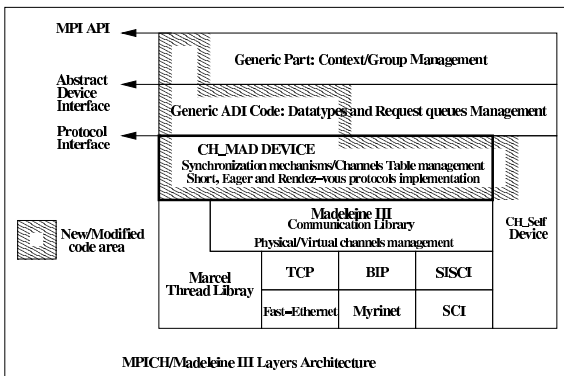 MPI API
Generic Part: Context/Group Management
Abstract
Device
Interface
Generic ADI Code: Datatypes and Request queues Management
Protocol
Interface
CH_MAD DEVICE
Synchronization mechanisms/Channels Table management
Short, Eager and Rendez-vous protocols implementation
New/Modified
code area
Madeleine III
Communication Library
Physical/Virtual channels management
CH_Self
Device
Marcel
Thread Libray
TCP
BIP
SISCI
Fast-Ethernet
Myrinet
SCI
MPICH/Madeleine III Layers Architecture